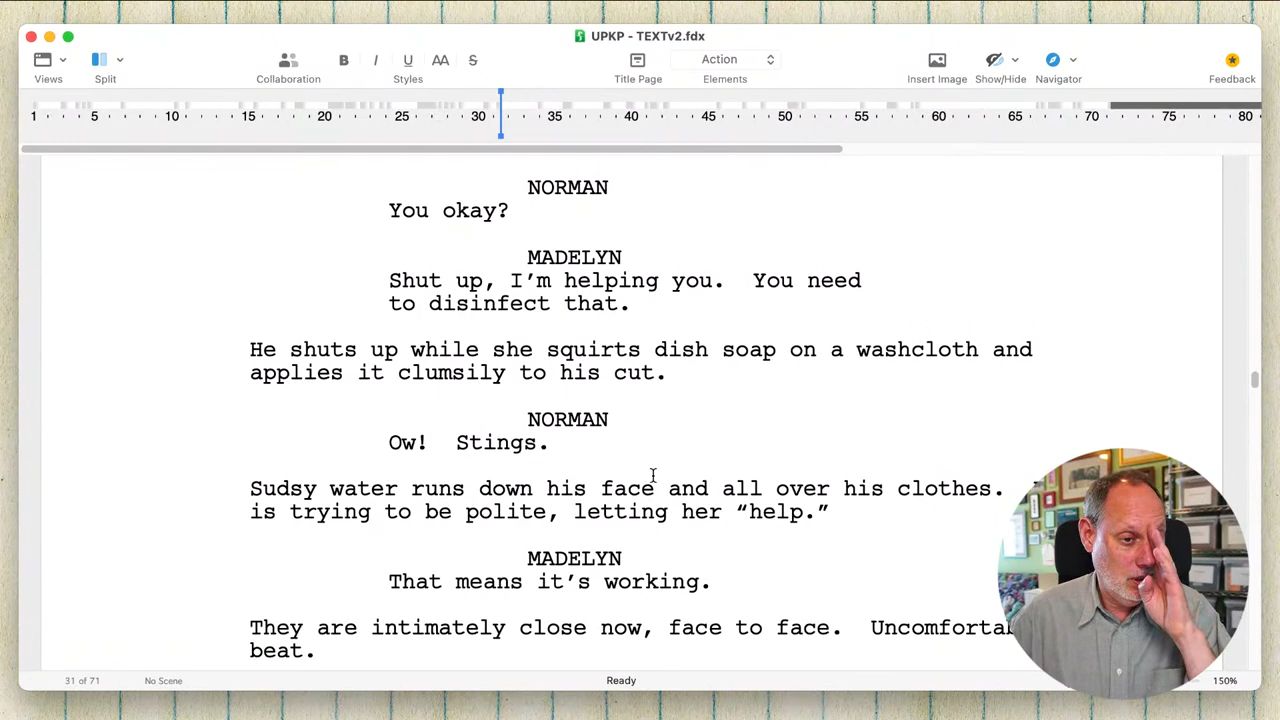 UPKP - TEXTv2.fdx
B I U AA S
Action
Views Split Collaboration Styles Title Page Elements Insert Image Show/Hide Navigator Feedback
1 5 10 15 20 25 30 35 40 45 50 55 60 65 70 75 80
NORMAN
You okay?
MADELYN
Shut up, I’m helping you. You need
to disinfect that.
He shuts up while she squirts dish soap on a washcloth and
applies it clumsily to his cut.
NORMAN
Ow! Stings.
Sudsy water runs down his face and all over his clothes.
is trying to be polite, letting her “help.”
MADELYN
That means it’s working.
They are intimately close now, face to face.
beat.
31 of 71 No Scene Ready 150%